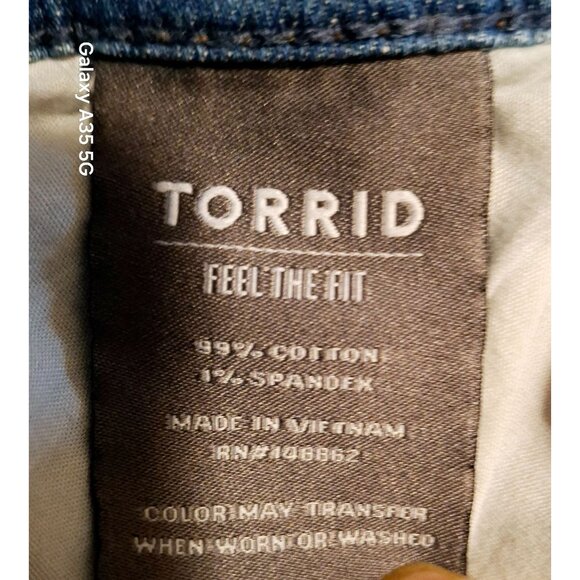 Galaxy A35 5G
TORRID
FEEL THE FIT
99% COTTON
1% SPANDEX
MADE IN VIETNAM
RN#148862
COLOR MAY TRANSFER
WHEN WORN OR WASHED